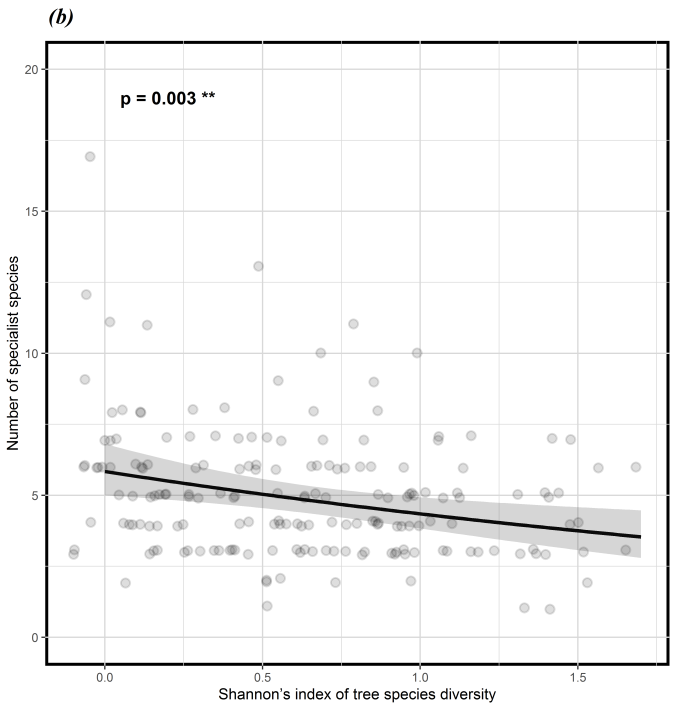 (b)
20
p = 0.003 **
15
Number of specialist species
10
5
0
0.0 0.5 1.0 1.5
Shannon's index of tree species diversity